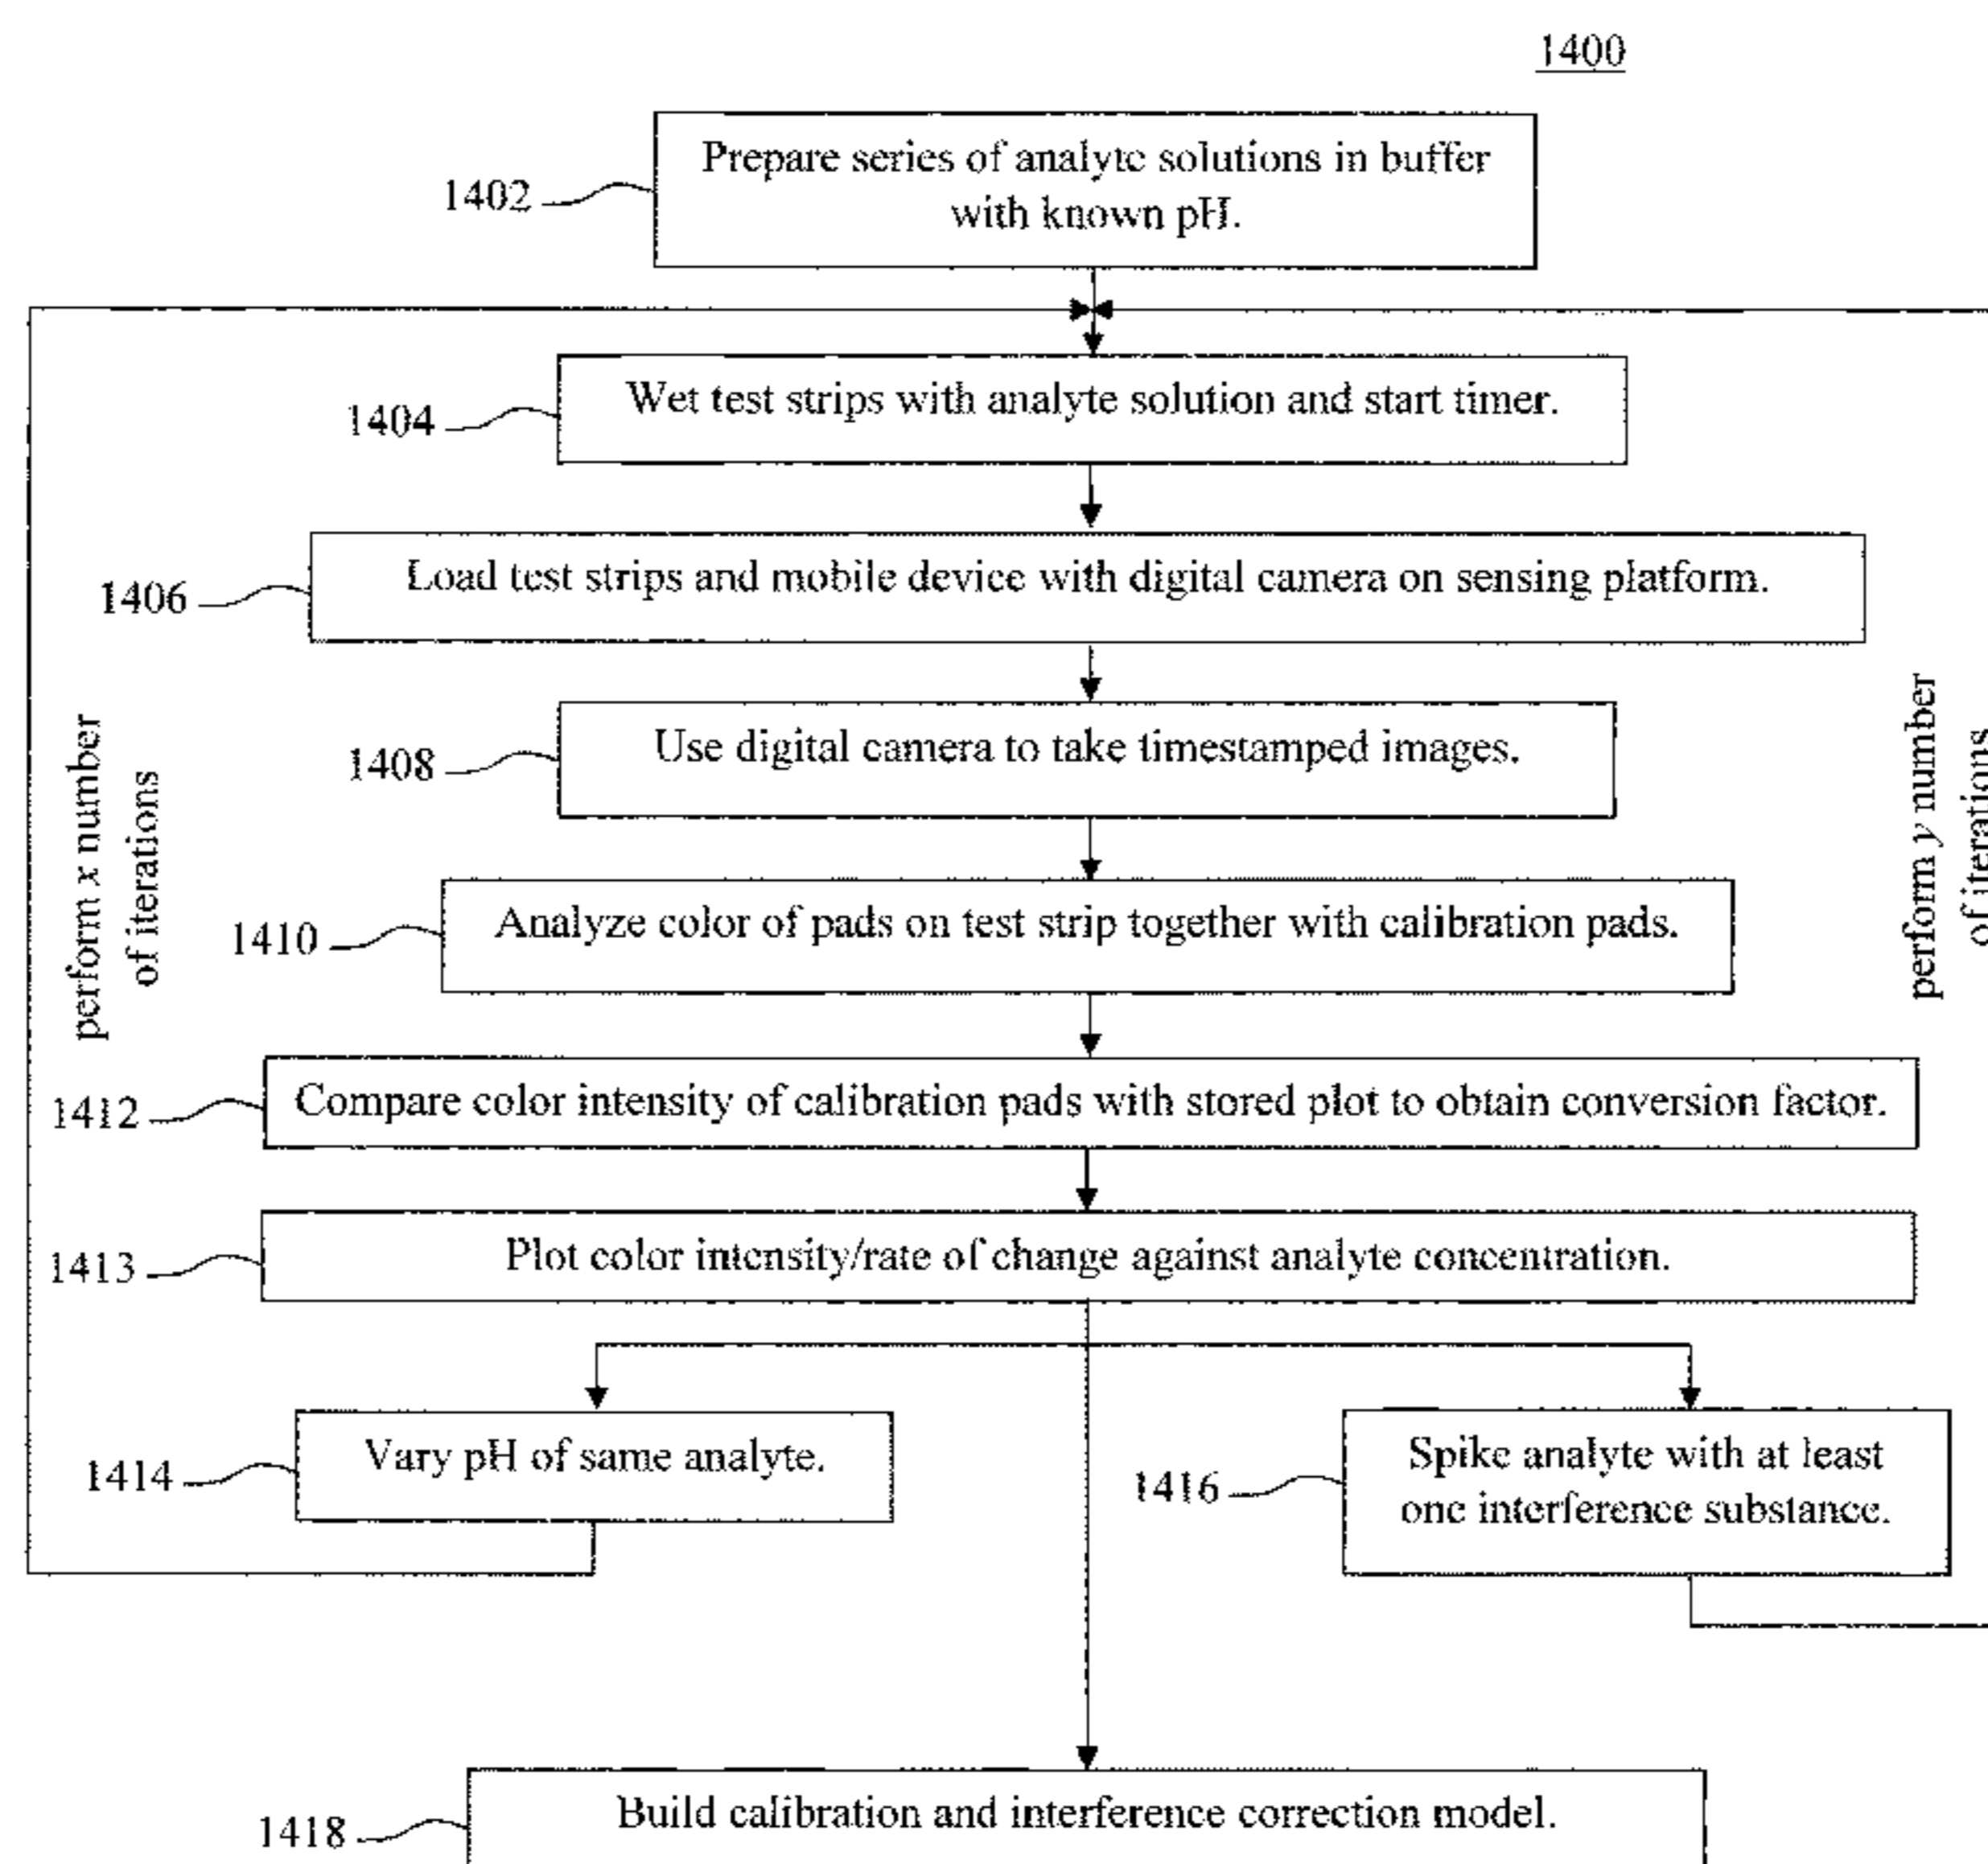 1400
1402
Prepare series of analyte solutions in buffer
with known pH.
1404
Wet test strips with analyte solution and start timer.
1406
Load test strips and mobile device with digital camera on sensing platform.
perform x number
of iterations
perform y number
of iterations
1408
Use digital camera to take timestamped images.
1410
Analyze color of pads on test strip together with calibration pads.
1412
Compare color intensity of calibration pads with stored plot to obtain conversion factor.
1413
Plot color intensity/rate of change against analyte concentration.
1414
Vary pH of same analyte.
1416
Spike analyte with at least
one interference substance.
1418
Build calibration and interference correction model.